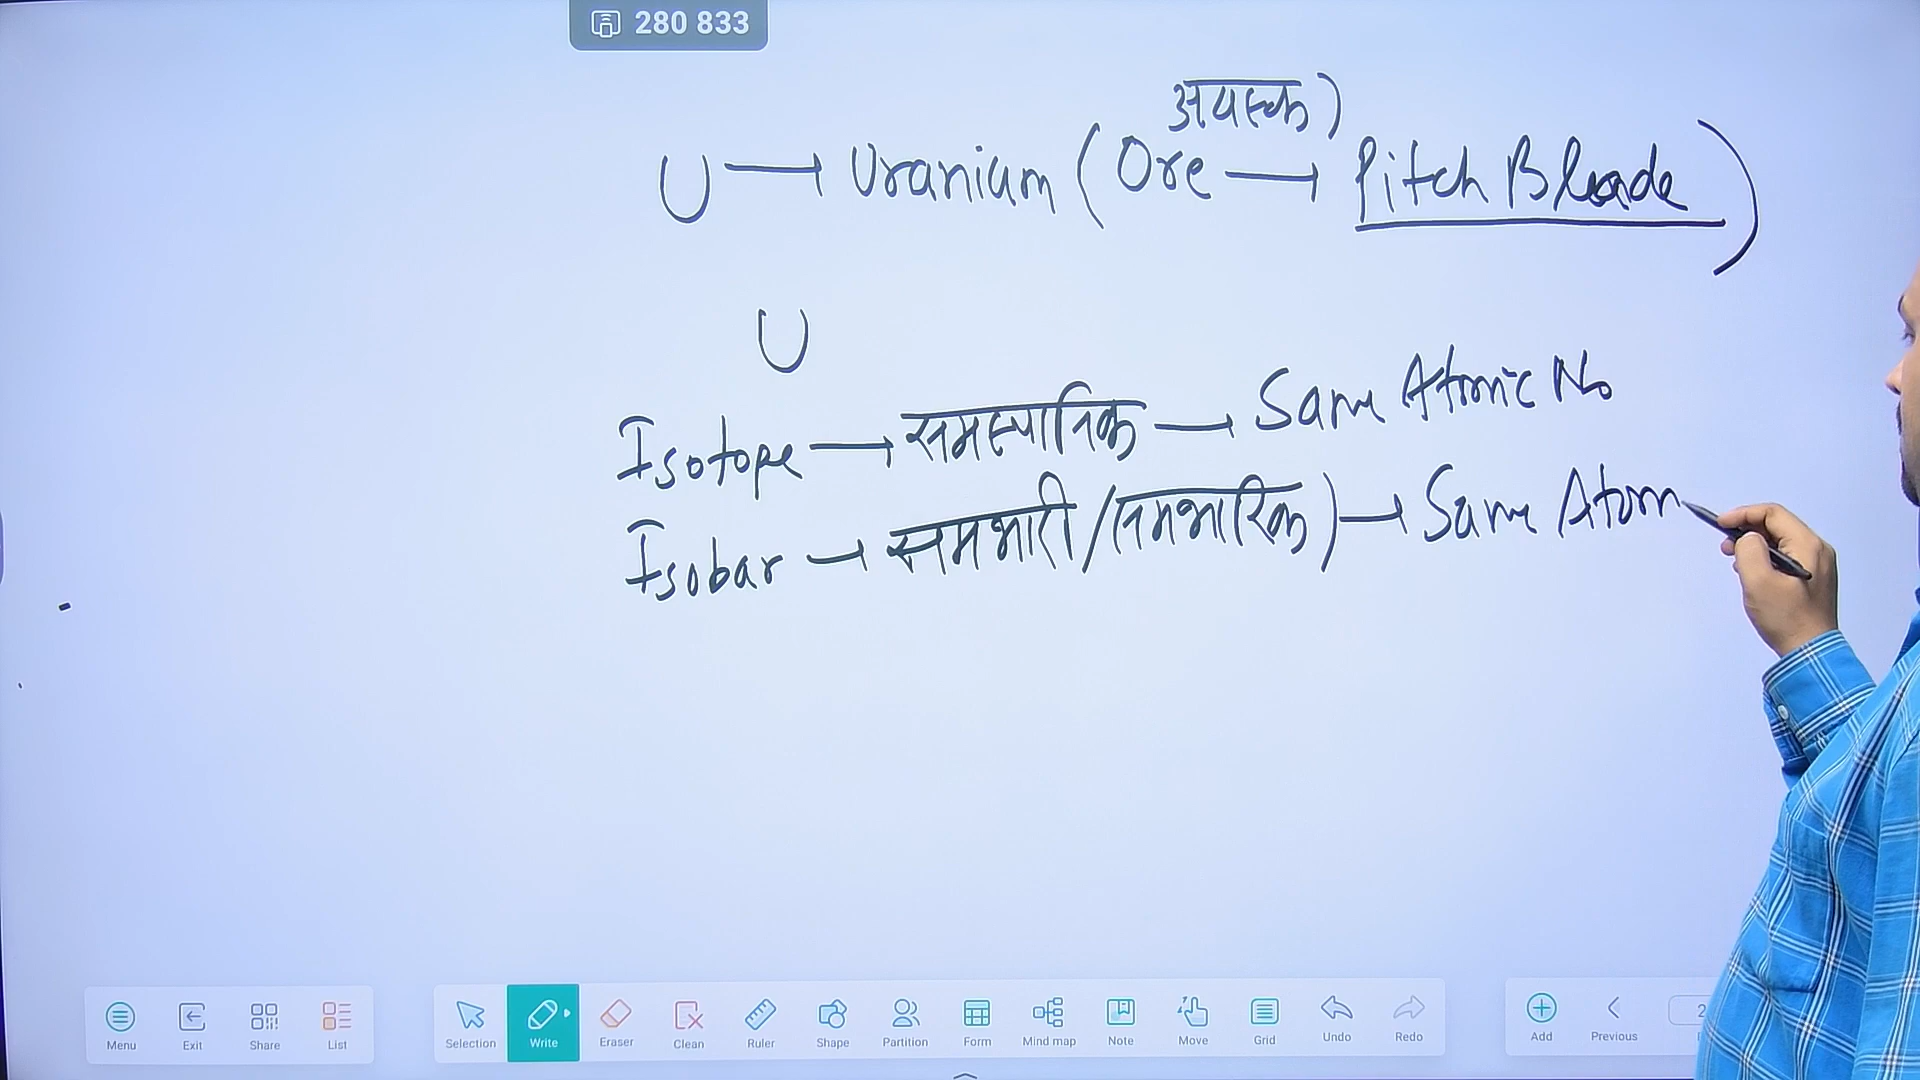 280 833
अयस्क)
U → Uranium (Ore → Pitch Blende)
U
Isotope → समस्थानिक → Same Atomic No
Isobar → समभारी/समभारिक) → Same Atom
Menu Exit Share List Selection Write Eraser Clean Ruler Shape Partition Form Mind map Note Move Grid Undo Redo Add Previous
2